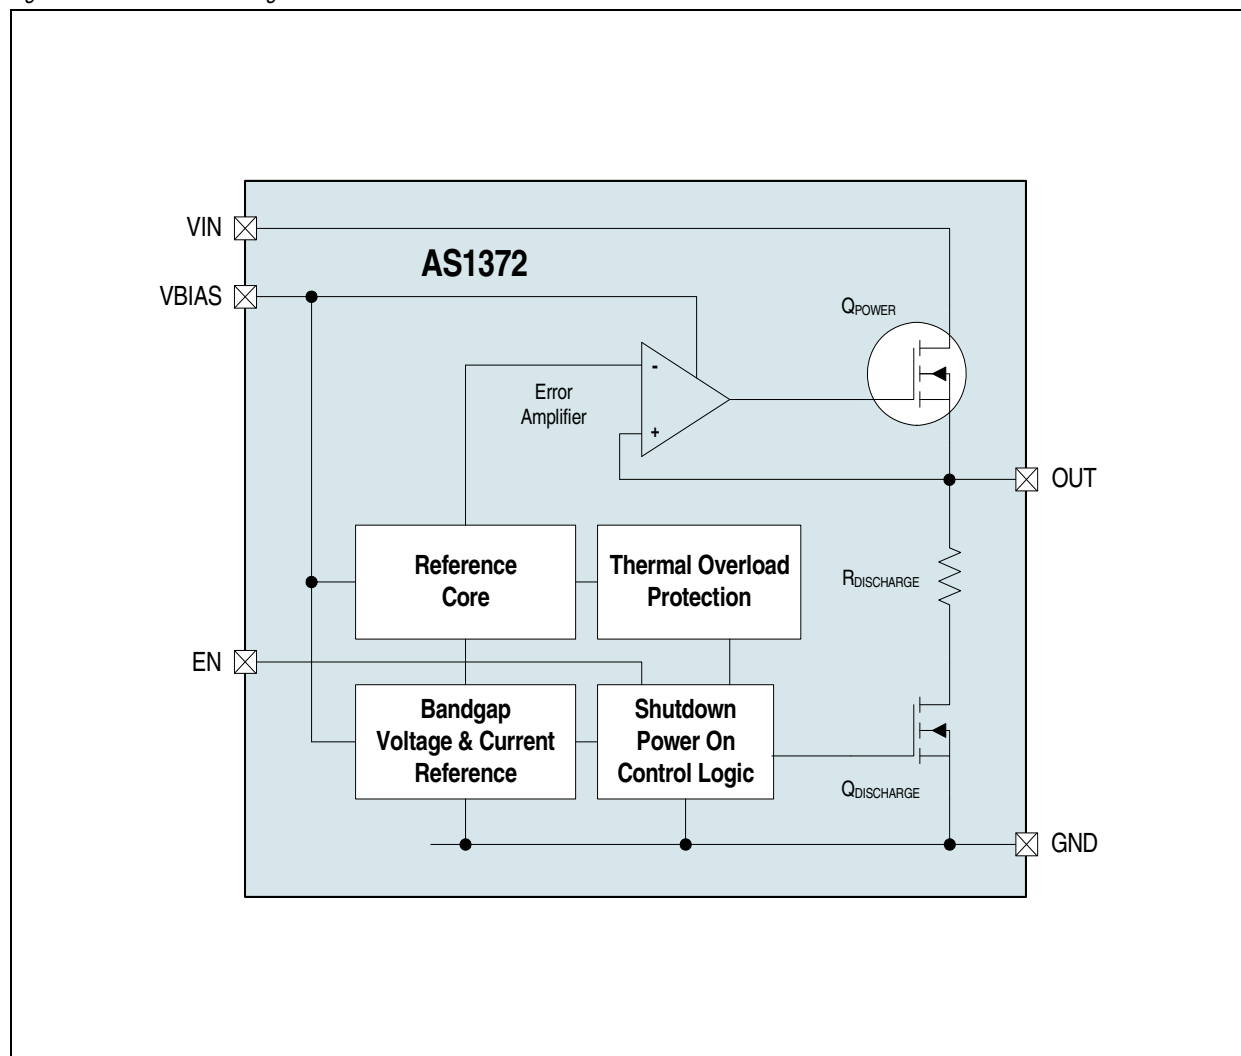 VIN
AS1372
VBIAS
QPOWER
-
Error
Amplifier
+
OUT
Reference
Core
Thermal Overload
Protection
RDISCHARGE
EN
Bandgap
Voltage & Current
Reference
Shutdown
Power On
Control Logic
QDISCHARGE
GND